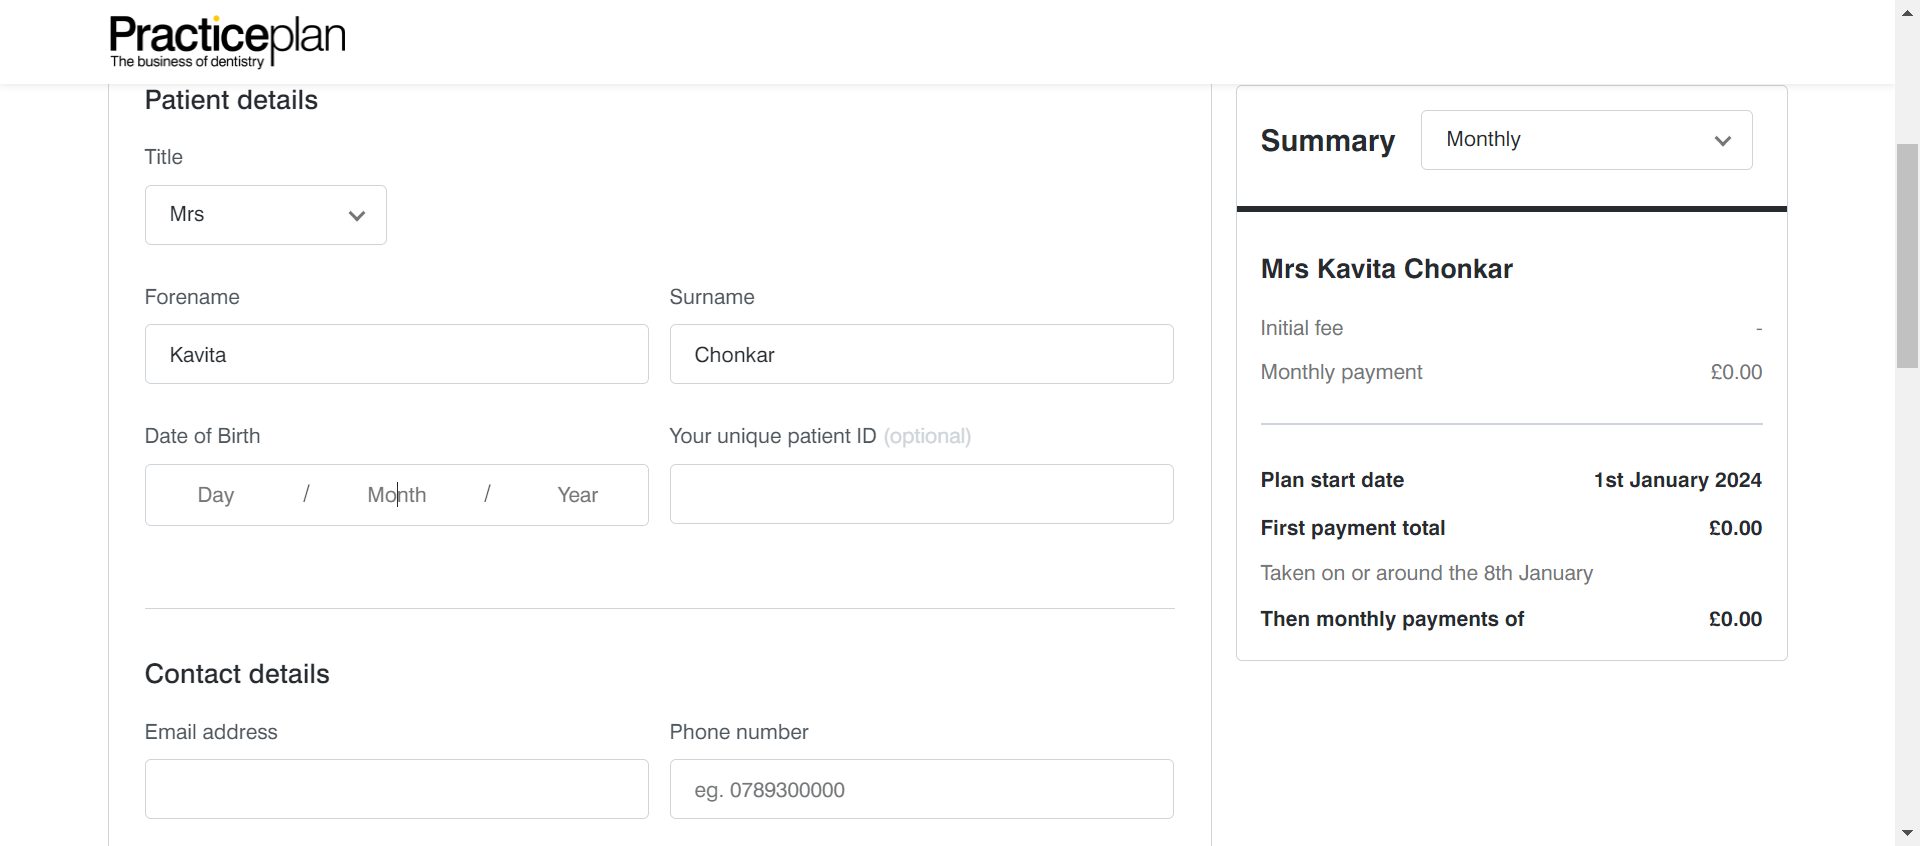 Practiceplan
The business of dentistry
Patient details
Title
Mrs
Forename
Surname
Kavita
Chonkar
Date of Birth
Your unique patient ID (optional)
Day / Month / Year
Contact details
Email address
Phone number
eg. 0789300000
Summary
Monthly
Mrs Kavita Chonkar
Initial fee -
Monthly payment £0.00
Plan start date 1st January 2024
First payment total £0.00
Taken on or around the 8th January
Then monthly payments of £0.00